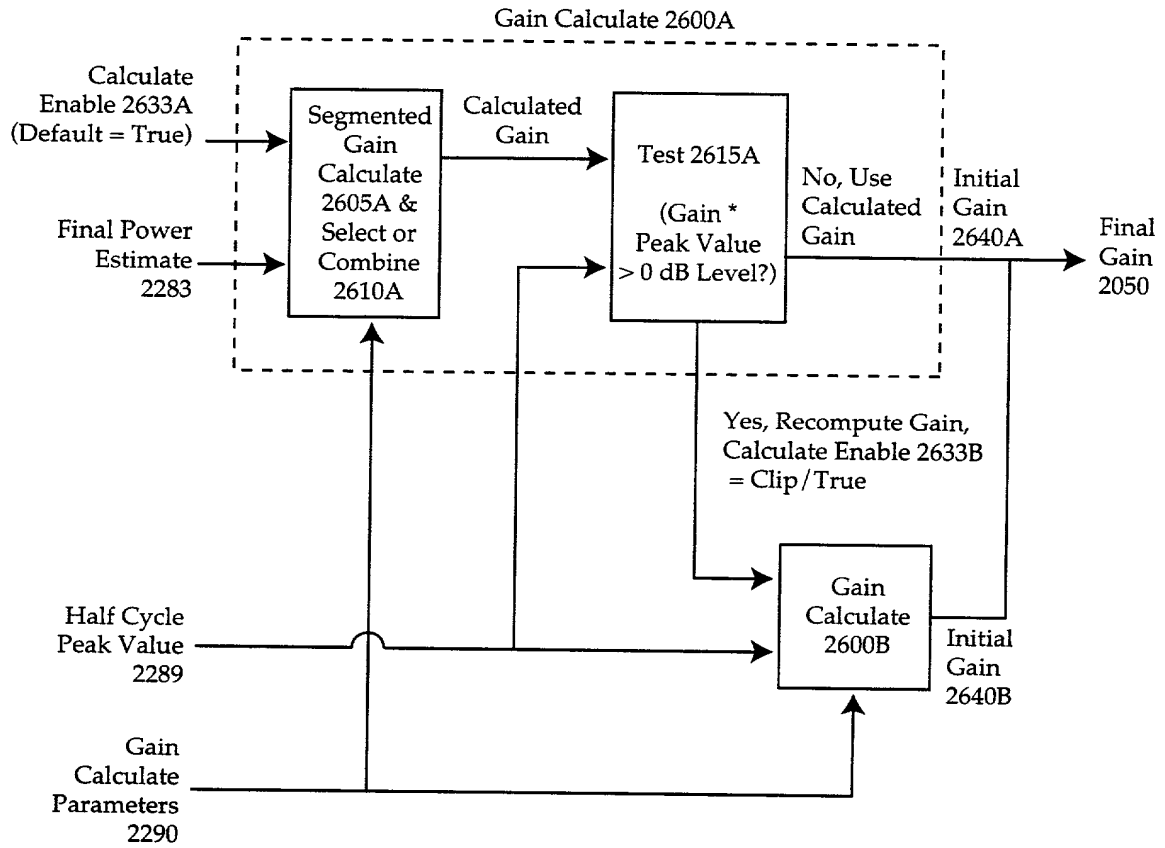 Gain Calculate 2600A
Calculate
Enable 2633A
(Default = True)
Final Power
Estimate
2283
Segmented
Gain
Calculate
2605A &
Select or
Combine
2610A
Calculated
Gain
Test 2615A
(Gain *
Peak Value
> 0 dB Level?)
No, Use
Calculated
Gain
Initial
Gain
2640A
Final
Gain
2050
Yes, Recompute Gain,
Calculate Enable 2633B
= Clip/True
Half Cycle
Peak Value
2289
Gain
Calculate
2600B
Initial
Gain
2640B
Gain
Calculate
Parameters
2290